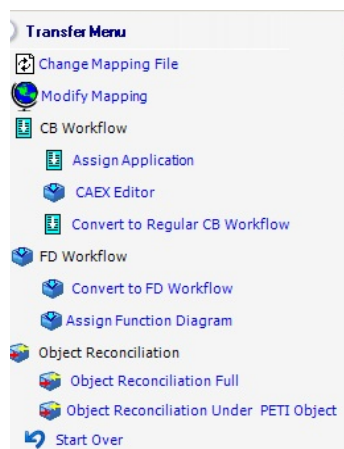 Transfer Menu
Change Mapping File
Modify Mapping
CB Workflow
Assign Application
CAEX Editor
Convert to Regular CB Workflow
FD Workflow
Convert to FD Workflow
Assign Function Diagram
Object Reconciliation
Object Reconciliation Full
Object Reconciliation Under PETI Object
Start Over